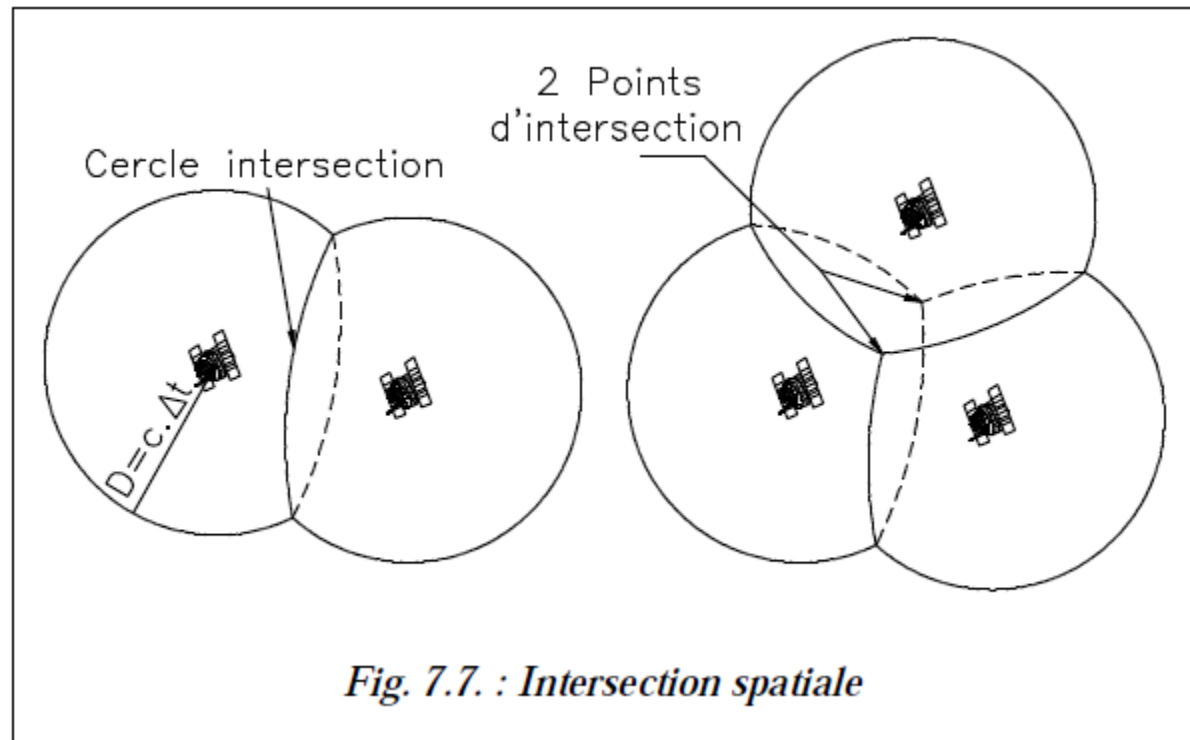 2 Points
d'intersection
Cercle intersection
D=c.Δt
Fig. 7.7. : Intersection spatiale